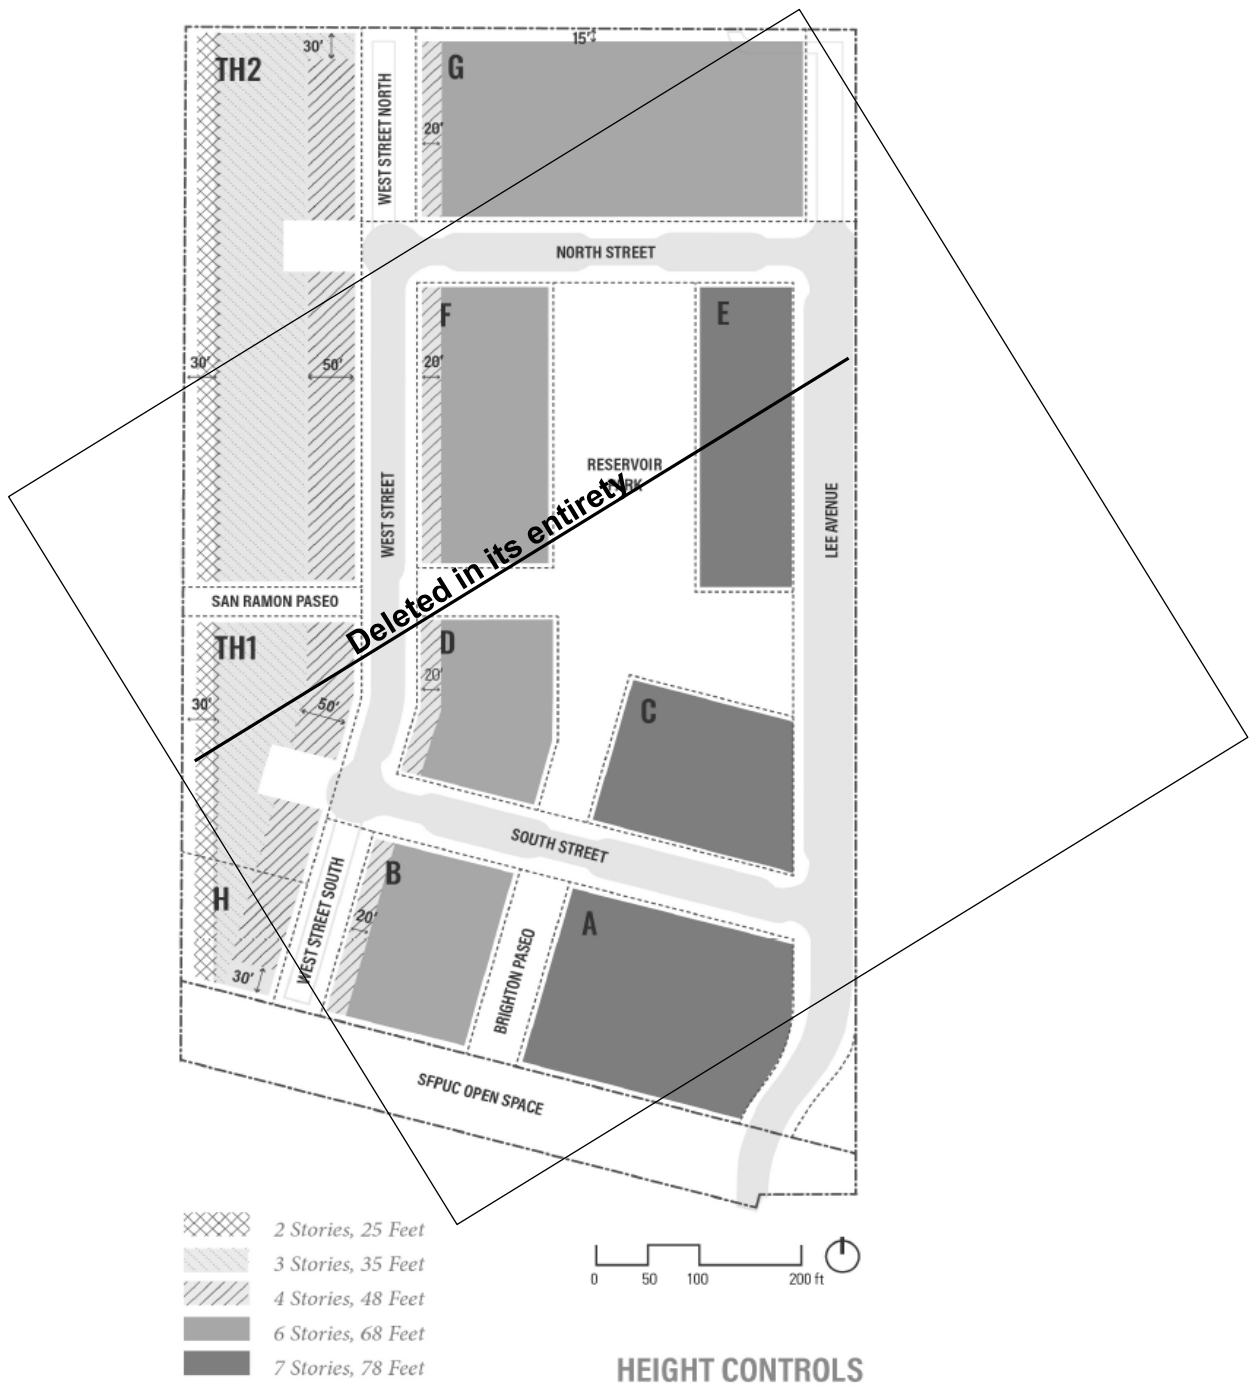 30'
15'
TH2
G
WEST STREET NORTH
20'
NORTH STREET
F
E
30'
50'
20'
RESERVOIR
WEST STREET
LEE AVENUE
Deleted in its entirety
SAN RAMON PASEO
TH1
D
20'
30'
50'
C
SOUTH STREET
B
H
WEST STREET SOUTH
20'
A
BRIGHTON PASEO
30'
SFPUC OPEN SPACE
2 Stories, 25 Feet
3 Stories, 35 Feet
4 Stories, 48 Feet
6 Stories, 68 Feet
7 Stories, 78 Feet
0 50 100 200 ft
HEIGHT CONTROLS